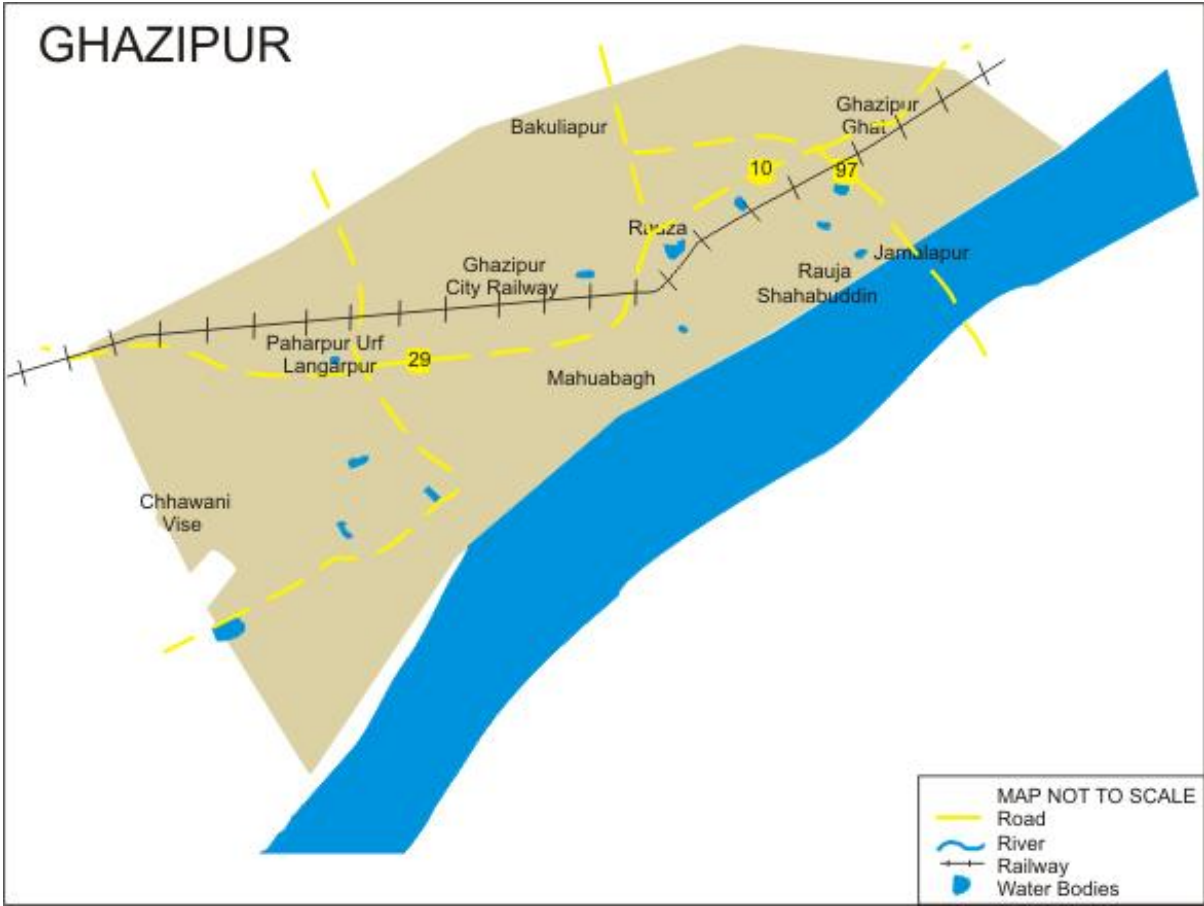 GHAZIPUR
Ghazipur
Ghat
Bakuliapur
10
97
Rauza
Jamalapur
Ghazipur
City Railway
Rauja
Shahabuddin
Paharpur Urf
Langarpur
29
Mahuabagh
Chhawani
Vise
MAP NOT TO SCALE
Road
River
Railway
Water Bodies